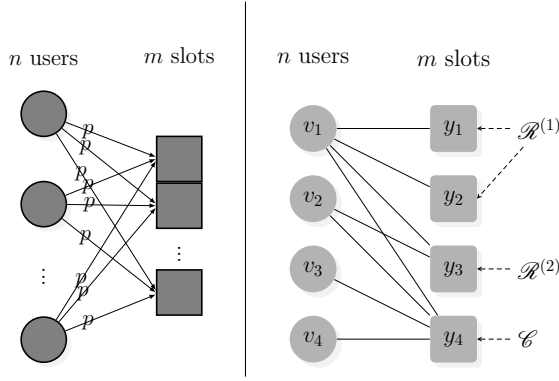 n users
m slots
p
p
p
p
p
p
p
p
p
...
...
n users
m slots
v₁
y₁
ℛ⁽¹⁾
v₂
y₂
v₃
y₃
ℛ⁽²⁾
v₄
y₄
𝒞